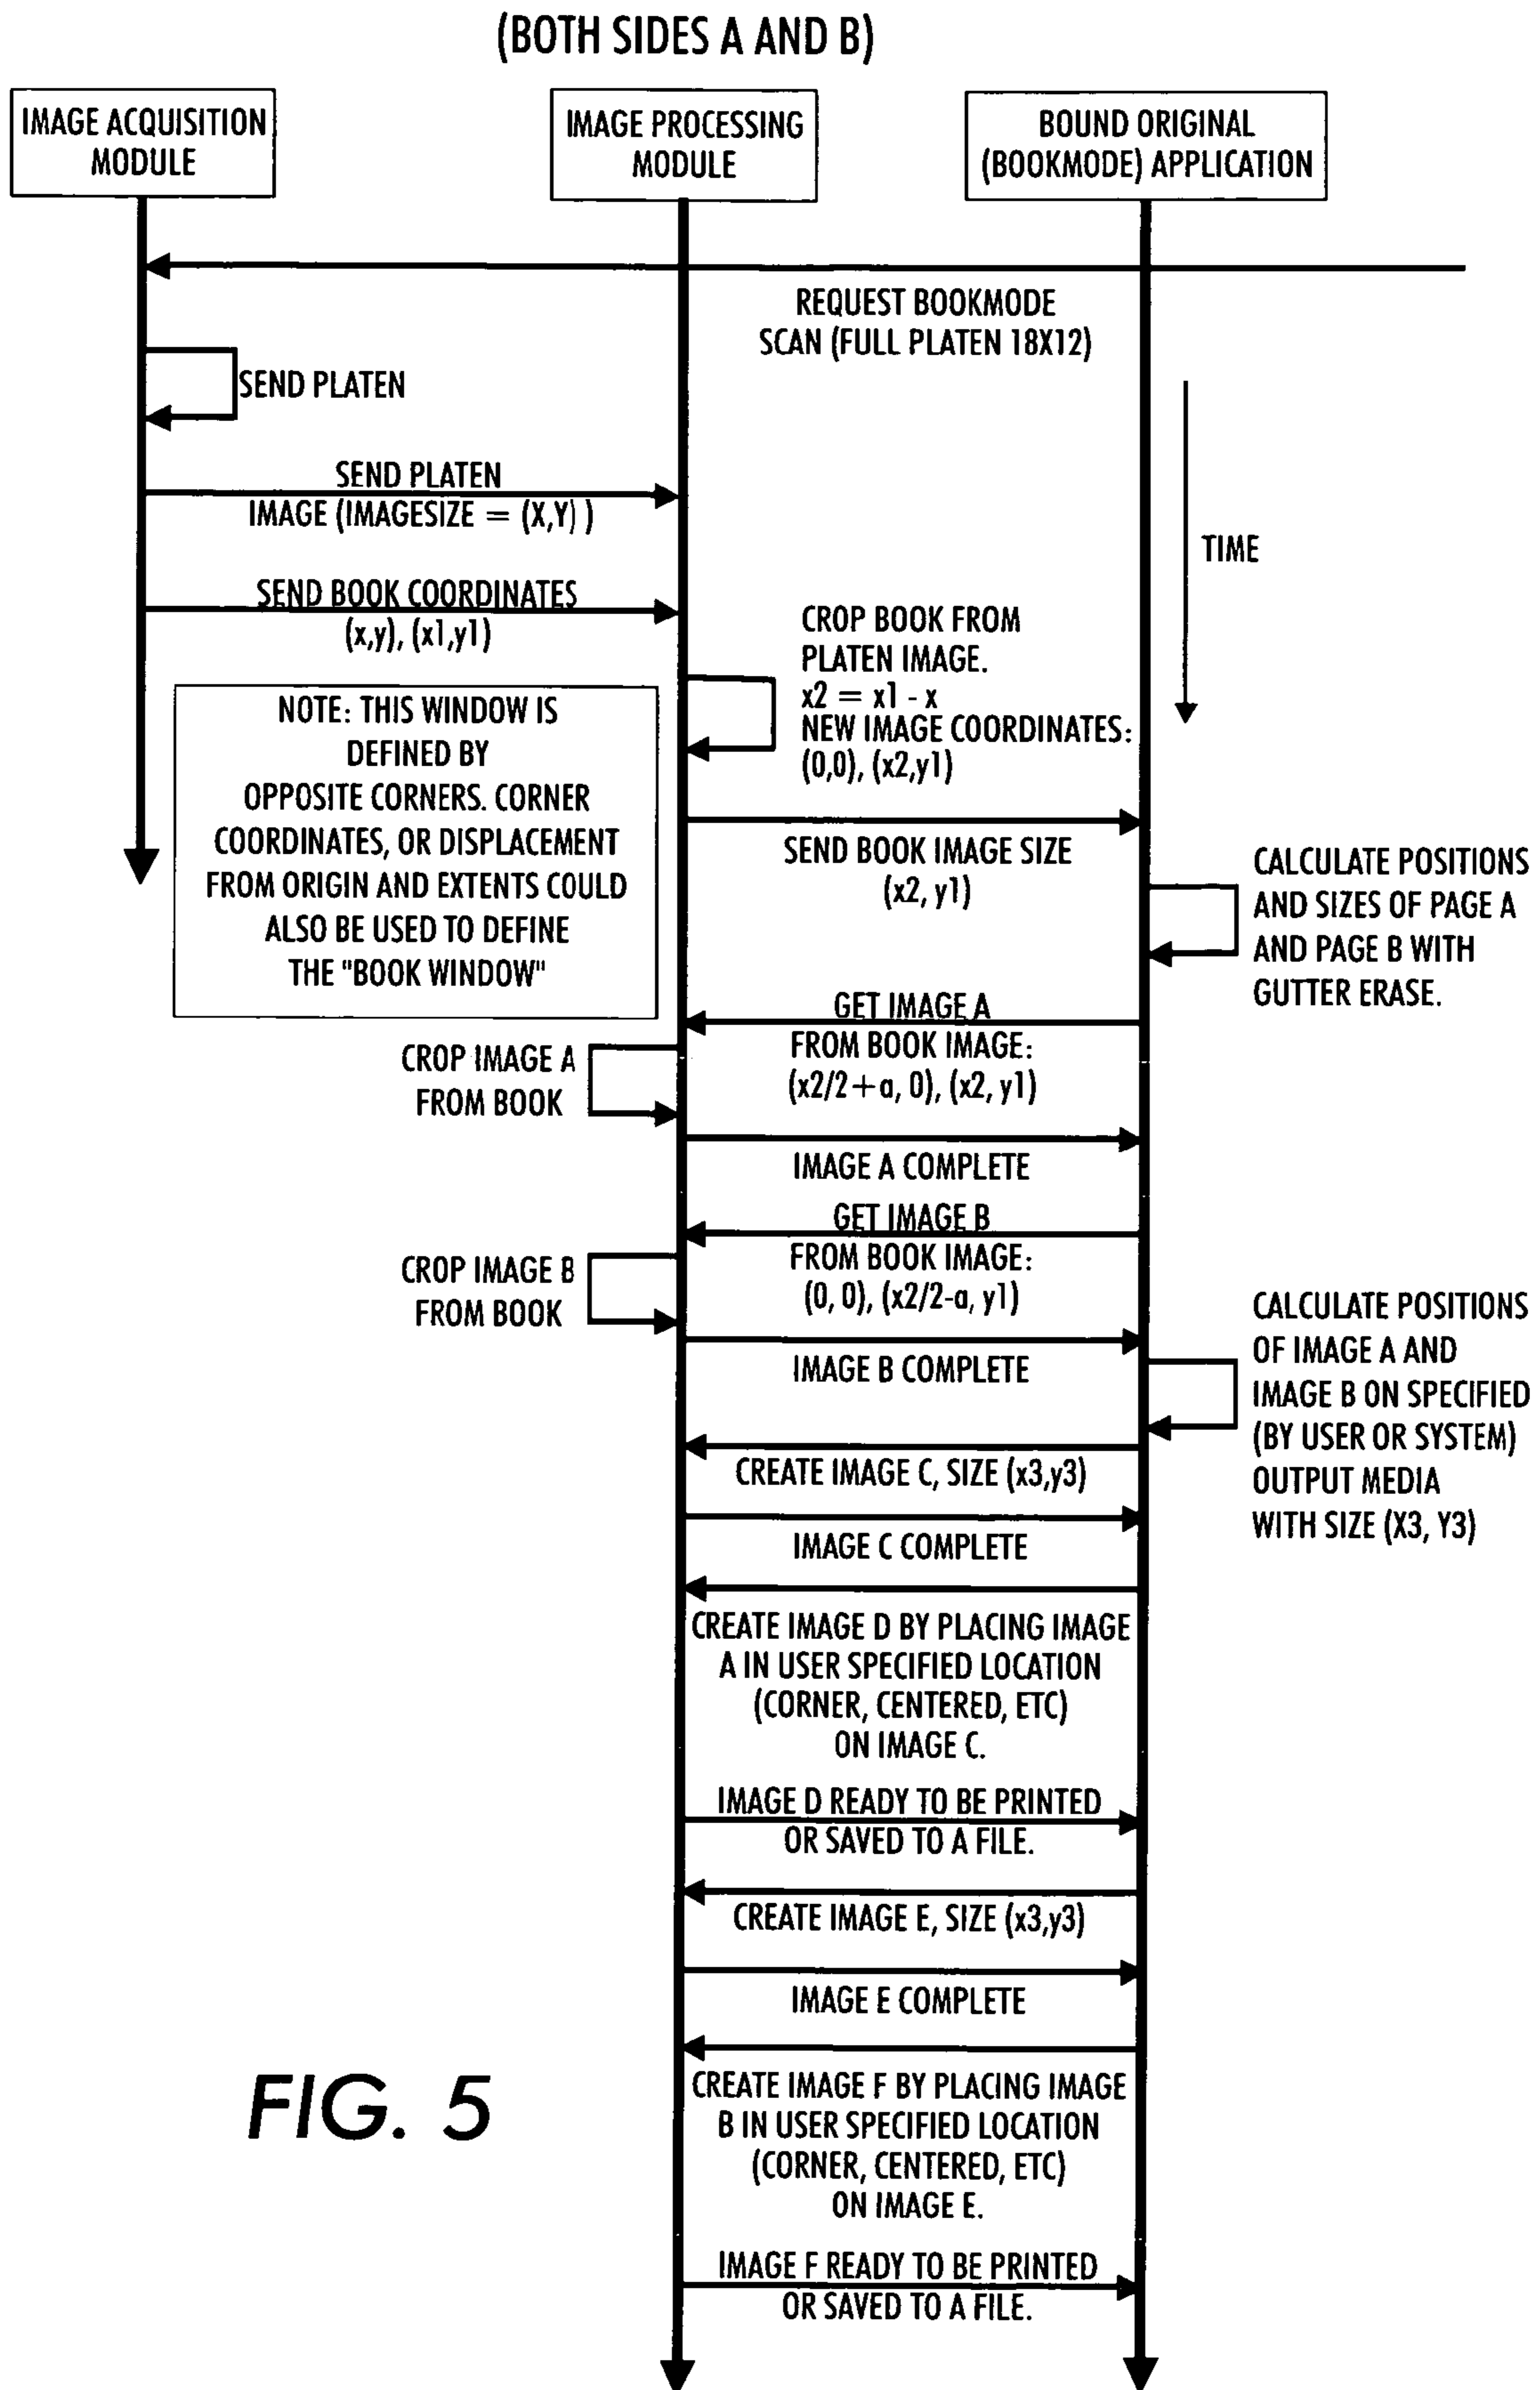 (BOTH SIDES A AND B)
IMAGE ACQUISITION
MODULE
IMAGE PROCESSING
MODULE
BOUND ORIGINAL
(BOOKMODE) APPLICATION
REQUEST BOOKMODE
SCAN (FULL PLATEN 18X12)
SEND PLATEN
SEND PLATEN
IMAGE (IMAGESIZE = (X,Y) )
TIME
SEND BOOK COORDINATES
(x,y), (x1,y1)
CROP BOOK FROM
PLATEN IMAGE.
x2 = x1 - x
NEW IMAGE COORDINATES:
(0,0), (x2,y1)
NOTE: THIS WINDOW IS
DEFINED BY
OPPOSITE CORNERS. CORNER
COORDINATES, OR DISPLACEMENT
FROM ORIGIN AND EXTENTS COULD
ALSO BE USED TO DEFINE
THE "BOOK WINDOW"
SEND BOOK IMAGE SIZE
(x2, y1)
CALCULATE POSITIONS
AND SIZES OF PAGE A
AND PAGE B WITH
GUTTER ERASE.
GET IMAGE A
FROM BOOK IMAGE:
(x2/2+a, 0), (x2, y1)
CROP IMAGE A
FROM BOOK
IMAGE A COMPLETE
GET IMAGE B
FROM BOOK IMAGE:
(0, 0), (x2/2-a, y1)
CROP IMAGE B
FROM BOOK
IMAGE B COMPLETE
CALCULATE POSITIONS
OF IMAGE A AND
IMAGE B ON SPECIFIED
(BY USER OR SYSTEM)
OUTPUT MEDIA
WITH SIZE (X3, Y3)
CREATE IMAGE C, SIZE (x3,y3)
IMAGE C COMPLETE
CREATE IMAGE D BY PLACING IMAGE
A IN USER SPECIFIED LOCATION
(CORNER, CENTERED, ETC)
ON IMAGE C.
IMAGE D READY TO BE PRINTED
OR SAVED TO A FILE.
CREATE IMAGE E, SIZE (x3,y3)
IMAGE E COMPLETE
CREATE IMAGE F BY PLACING IMAGE
B IN USER SPECIFIED LOCATION
(CORNER, CENTERED, ETC)
ON IMAGE E.
IMAGE F READY TO BE PRINTED
OR SAVED TO A FILE.
FIG. 5